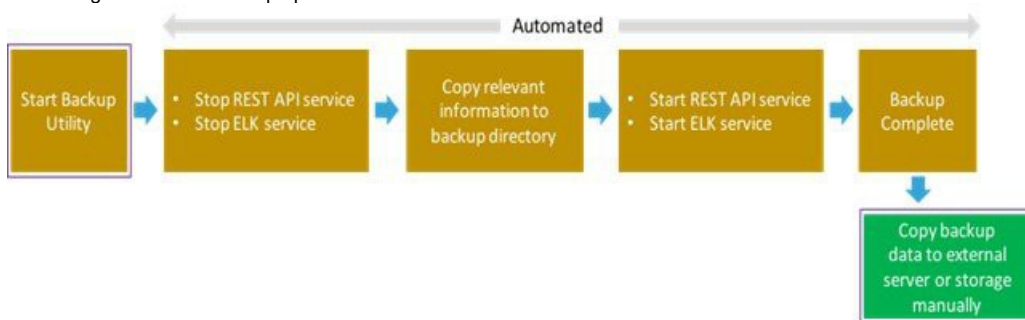 Automated
Start Backup
Utility
• Stop REST API service
• Stop ELK service
Copy relevant
information to
backup directory
• Start REST API service
• Start ELK service
Backup
Complete
Copy backup
data to external
server or storage
manually